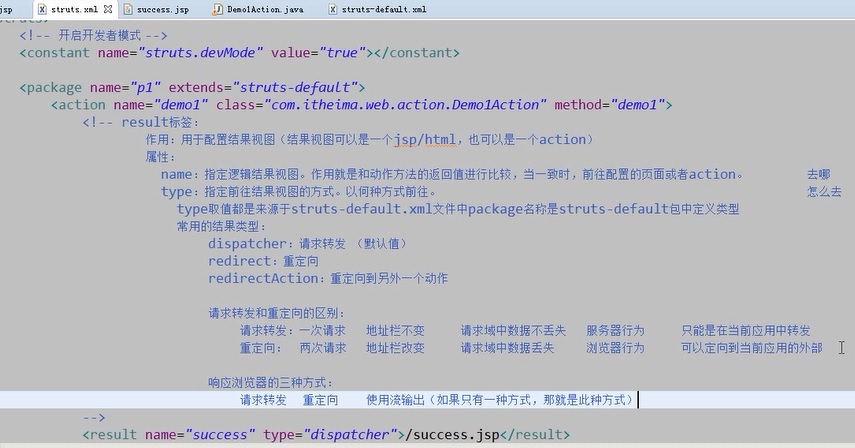 jsp struts.xml success.jsp Demo1Action.java struts-default.xml
<!-- 开启开发者模式 -->
<constant name="struts.devMode" value="true"></constant>
<package name="p1" extends="struts-default">
<action name="demo1" class="com.itheima.web.action.Demo1Action" method="demo1">
<!-- result标签:
作用：用于配置结果视图（结果视图可以是一个jsp/html，也可以是一个action）
属性：
name：指定逻辑结果视图。作用就是和动作方法的返回值进行比较，当一致时，前往配置的页面或者action。 去哪
type：指定前往结果视图的方式。以何种方式前往。 怎么去
type取值都是来源于struts-default.xml文件中package名称是struts-default包中定义类型
常用的结果类型：
dispatcher：请求转发 （默认值）
redirect：重定向
redirectAction：重定向到另外一个动作
请求转发和重定向的区别：
请求转发：一次请求 地址栏不变 请求域中数据不丢失 服务器行为 只能是在当前应用中转发
重定向： 两次请求 地址栏改变 请求域中数据丢失 浏览器行为 可以定向到当前应用的外部
响应浏览器的三种方式：
请求转发 重定向 使用流输出（如果只有一种方式，那就是此种方式）
-->
<result name="success" type="dispatcher">/success.jsp</result>